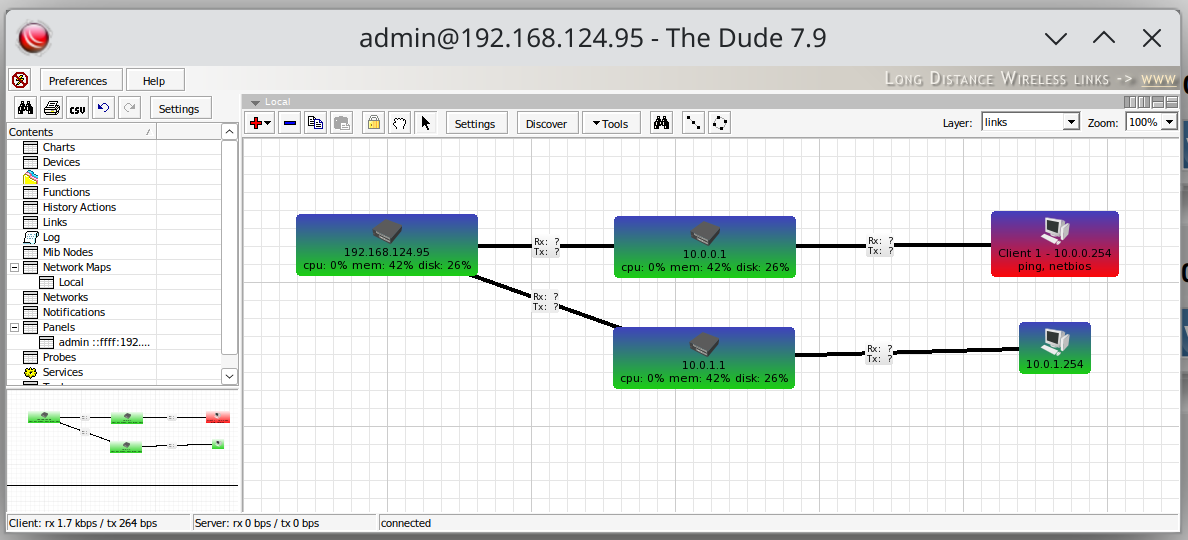 admin@192.168.124.95 - The Dude 7.9
Preferences
Help
Long Distance Wireless links -> www
csv
Settings
Local
Settings
Discover
Tools
Layer:
links
Zoom:
100%
Contents
Charts
Devices
Files
Functions
History Actions
Links
Log
Mib Nodes
Network Maps
Local
Networks
Notifications
Panels
admin ::ffff:192....
Probes
Services
192.168.124.95
cpu: 0% mem: 42% disk: 26%
Rx: ?
Tx: ?
10.0.0.1
cpu: 0% mem: 42% disk: 26%
Rx: ?
Tx: ?
Client 1 - 10.0.0.254
ping, netbios
Rx: ?
Tx: ?
10.0.1.1
cpu: 0% mem: 42% disk: 26%
Rx: ?
Tx: ?
10.0.1.254
Client: rx 1.7 kbps / tx 264 bps
Server: rx 0 bps / tx 0 bps
connected